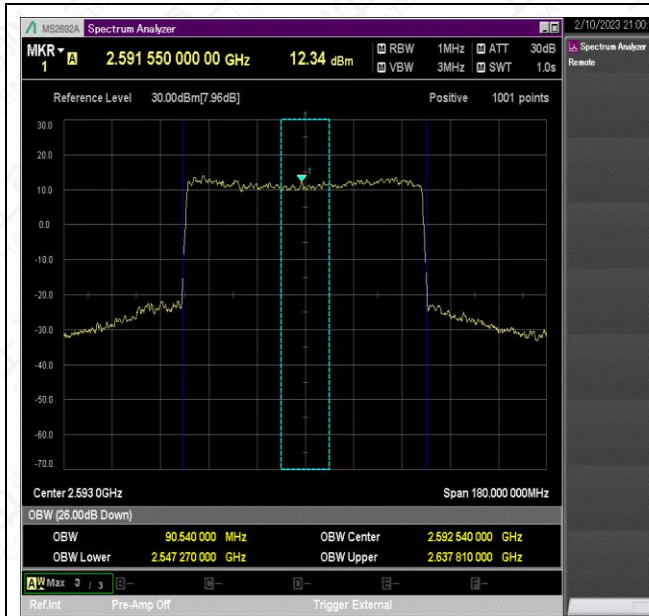 MS2692A Spectrum Analyzer
2/10/2023 21:00:
MKR A 2.591 550 000 00 GHz 12.34 dBm M RBW 1MHz M ATT 30dB
1 M VBW 3MHz M SWT 1.0s
Spectrum Analyzer
Remote
Reference Level 30.00dBm[7.96dB] Positive 1001 points
30.0
1
20.0
1
10.0
0.0
-10.0
-20.0
-30.0
-40.0
-50.0
-60.0
-70.0
Center 2.593 0GHz Span 180.000 000MHz
OBW (26.00dB Down)
OBW 90.540 000 MHz OBW Center 2.592 540 000 GHz
OBW Lower 2.547 270 000 GHz OBW Upper 2.637 810 000 GHz
A W Max 3 / 3 B- C- D- E- F-
Ref.Int Pre-Amp Off Trigger External